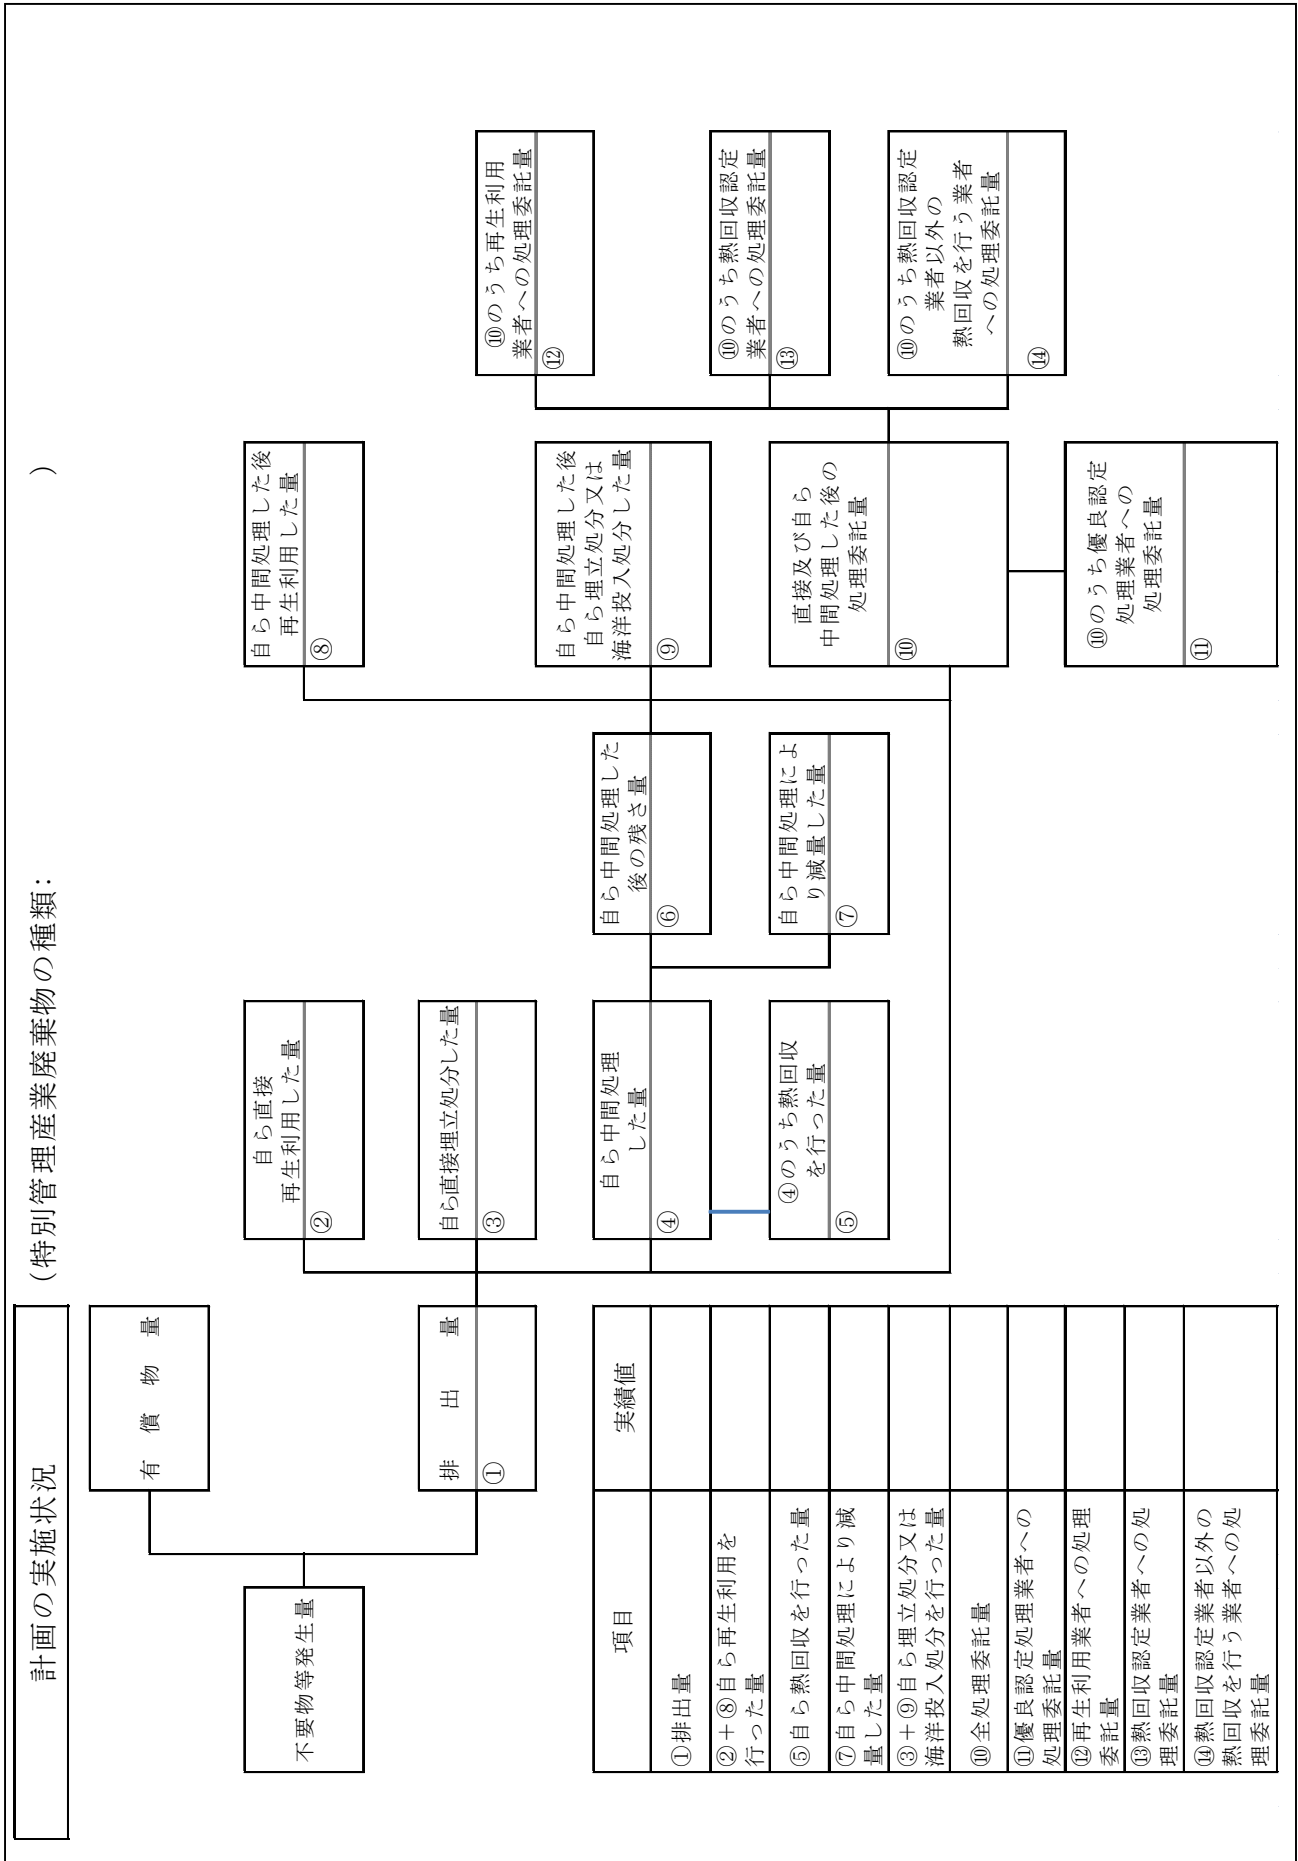 計画の実施状況
（特別管理産業廃棄物の種類：　　　）
不要物等発生量
有　償　物　量
排　出　量
①
自ら直接
再生利用した量
②
自ら直接埋立処分した量
③
自ら中間処理
した量
④
④のうち熱回収
を行った量
⑤
自ら中間処理した
後の残さ量
⑥
自ら中間処理によ
り減量した量
⑦
自ら中間処理した後
再生利用した量
⑧
自ら中間処理した後
自ら埋立処分又は
海洋投入処分した量
⑨
直接及び自ら
中間処理した後の
処理委託量
⑩
⑩のうち優良認定
処理業者への
処理委託量
⑪
⑩のうち再生利用
業者への処理委託量
⑫
⑩のうち熱回収認定
業者への処理委託量
⑬
⑩のうち熱回収認定
業者以外の
熱回収を行う業者
への処理委託量
⑭
項目
実績値
①排出量
②＋⑧自ら再生利用を
行った量
⑤自ら熱回収を行った量
⑦自ら中間処理により減
量した量
③＋⑨自ら埋立処分又は
海洋投入処分を行った量
⑩全処理委託量
⑪優良認定処理業者への
処理委託量
⑫再生利用業者への処理
委託量
⑬熱回収認定業者への処
理委託量
⑭熱回収認定業者以外の
熱回収を行う業者への処
理委託量